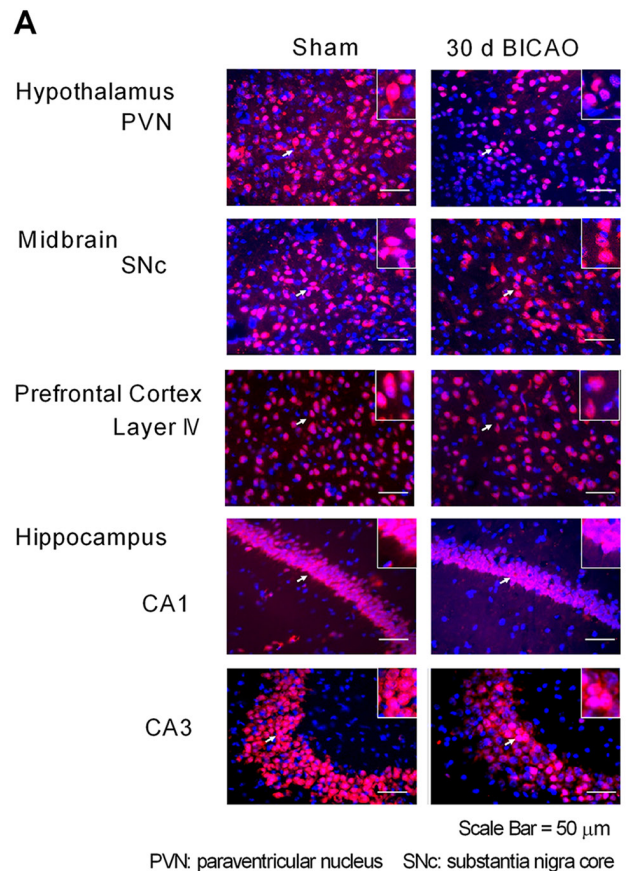 A
Sham 30 d BICAO
Hypothalamus
PVN
Midbrain
SNc
Prefrontal Cortex
Layer Ⅳ
Hippocampus
CA1
CA3
Scale Bar = 50 μm
PVN: paraventricular nucleus SNc: substantia nigra core